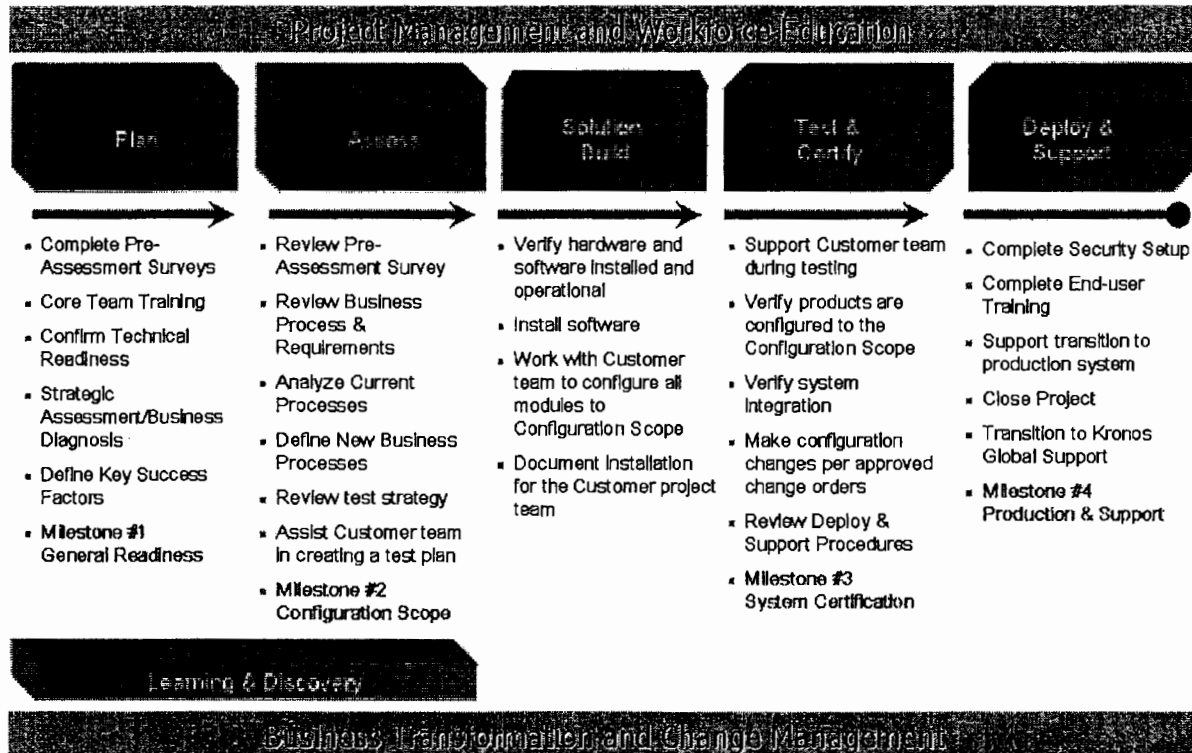 Project Management and Workforce Education
Plan
Assess
Solution
Build
Test &
Certify
Deploy &
Support
▪ Complete Pre-
Assessment Surveys
▪ Core Team Training
▪ Confirm Technical
Readiness
▪ Strategic
Assessment/Business
Diagnosis
▪ Define Key Success
Factors
▪ Milestone #1
General Readiness
▪ Review Pre-
Assessment Survey
▪ Review Business
Process &
Requirements
▪ Analyze Current
Processes
▪ Define New Business
Processes
▪ Review test strategy
▪ Assist Customer team
in creating a test plan
▪ Milestone #2
Configuration Scope
▪ Verify hardware and
software installed and
operational
▪ Install software
▪ Work with Customer
team to configure all
modules to
Configuration Scope
▪ Document Installation
for the Customer project
team
▪ Support Customer team
during testing
▪ Verify products are
configured to the
Configuration Scope
▪ Verify system
Integration
▪ Make configuration
changes per approved
change orders
▪ Review Deploy &
Support Procedures
▪ Milestone #3
System Certification
▪ Complete Security Setup
▪ Complete End-user
Training
▪ Support transition to
production system
▪ Close Project
▪ Transition to Kronos
Global Support
▪ Milestone #4
Production & Support
Learning & Discovery
Business Transformation and Change Management